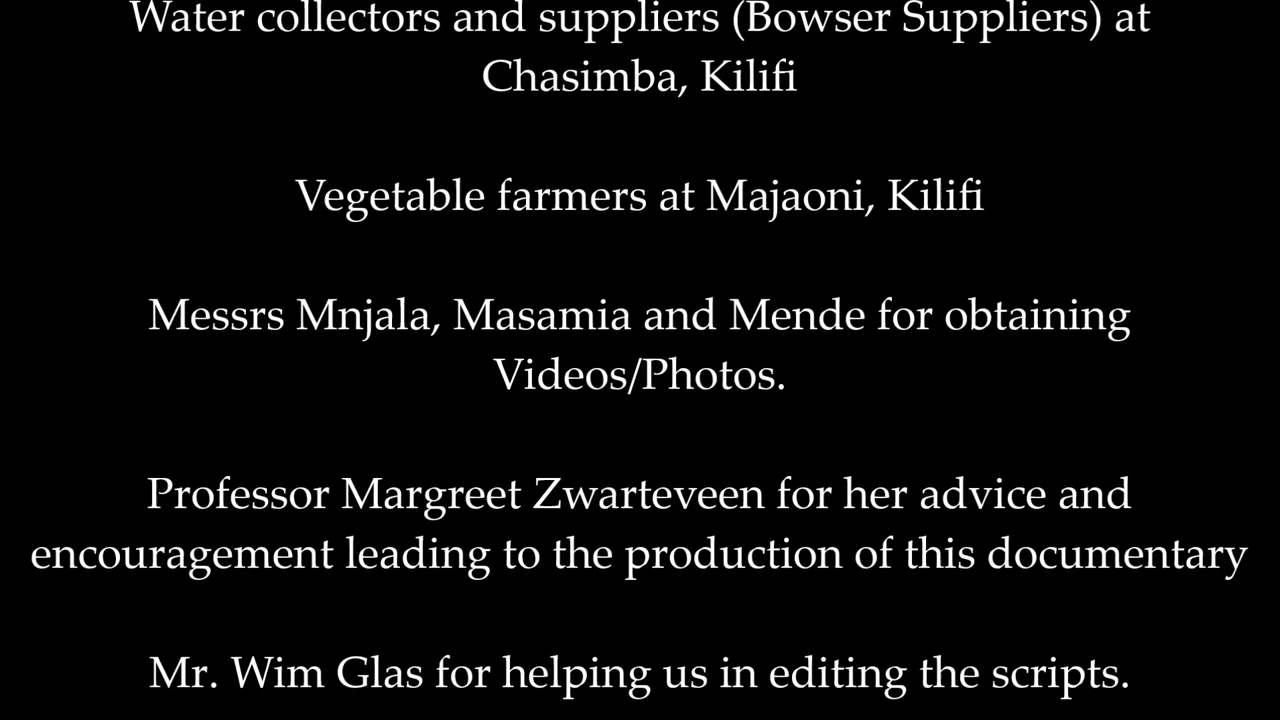 Water collectors and suppliers (Bowser Suppliers) at
Chasimba, Kilifi
Vegetable farmers at Majaoni, Kilifi
Messrs Mnjala, Masamia and Mende for obtaining
Videos/Photos.
Professor Margreet Zwarteveen for her advice and
encouragement leading to the production of this documentary
Mr. Wim Glas for helping us in editing the scripts.